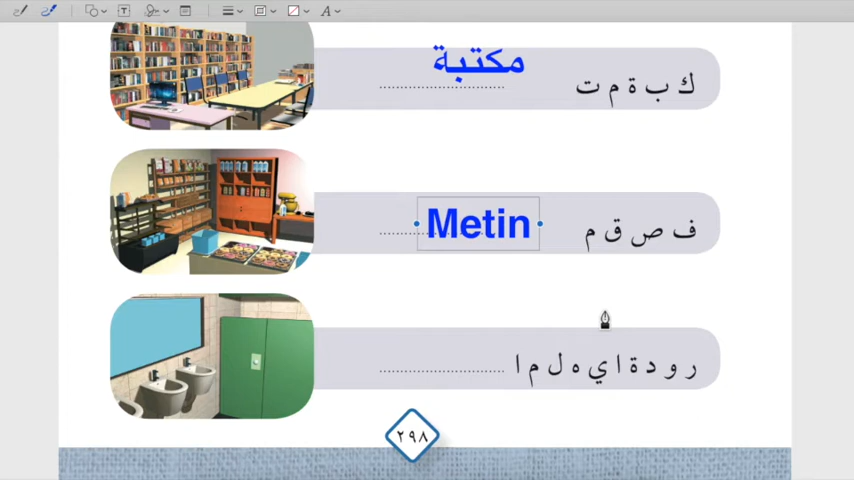 مكتبة
ك ب ة م ت
Metin
ف ص ق م
ر و د ة ا ي ه ل م ا
٢٩٨